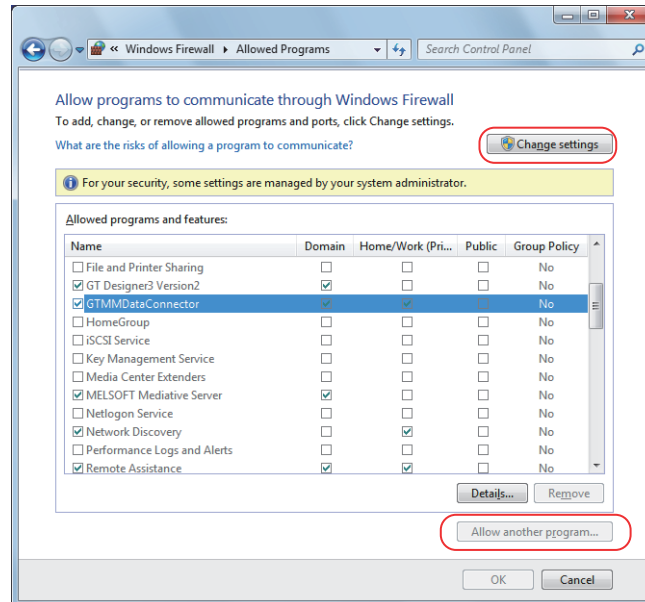 « Windows Firewall ▸ Allowed Programs
Search Control Panel
Allow programs to communicate through Windows Firewall
To add, change, or remove allowed programs and ports, click Change settings.
What are the risks of allowing a program to communicate?
Change settings
For your security, some settings are managed by your system administrator.
Allowed programs and features:
Name Domain Home/Work (Pri... Public Group Policy
File and Printer Sharing No
GT Designer3 Version2 No
GTMMDataConnector No
HomeGroup No
iSCSI Service No
Key Management Service No
Media Center Extenders No
MELSOFT Mediative Server No
Netlogon Service No
Network Discovery No
Performance Logs and Alerts No
Remote Assistance No
Details... Remove
Allow another program...
OK Cancel